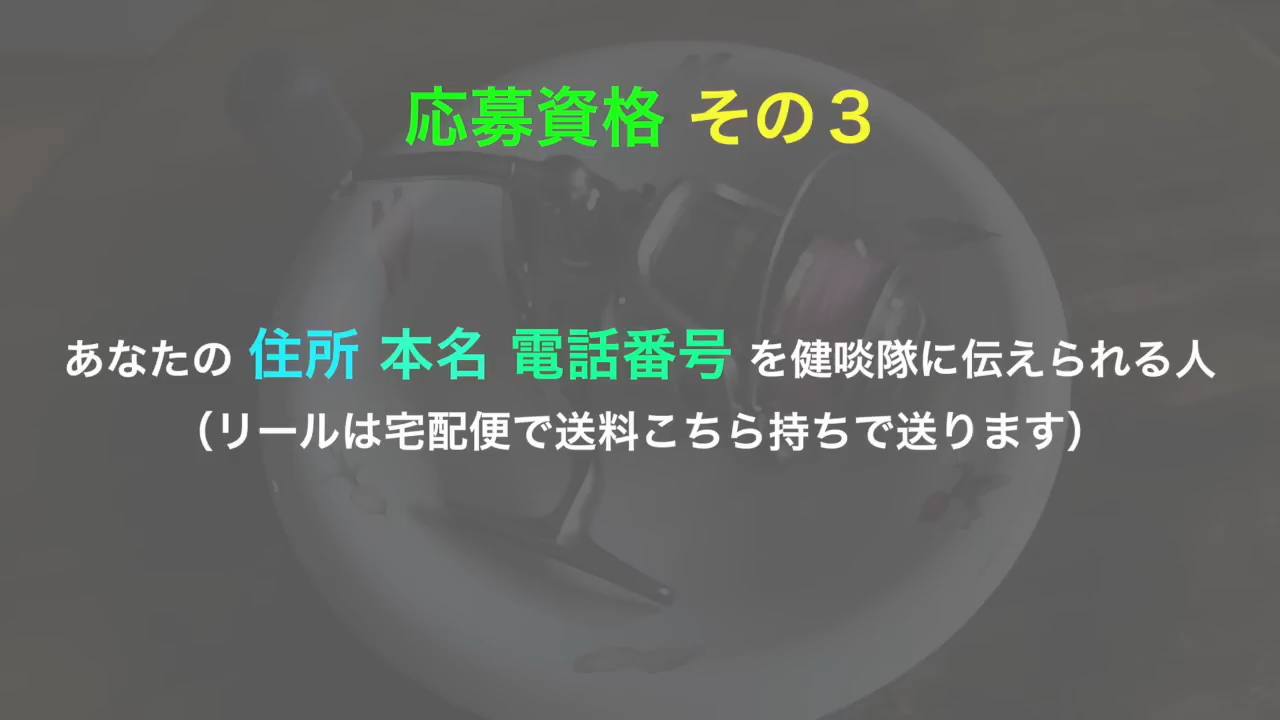 応募資格 その３
あなたの 住所 本名 電話番号 を健啖隊に伝えられる人
（リールは宅配便で送料こちら持ちで送ります）